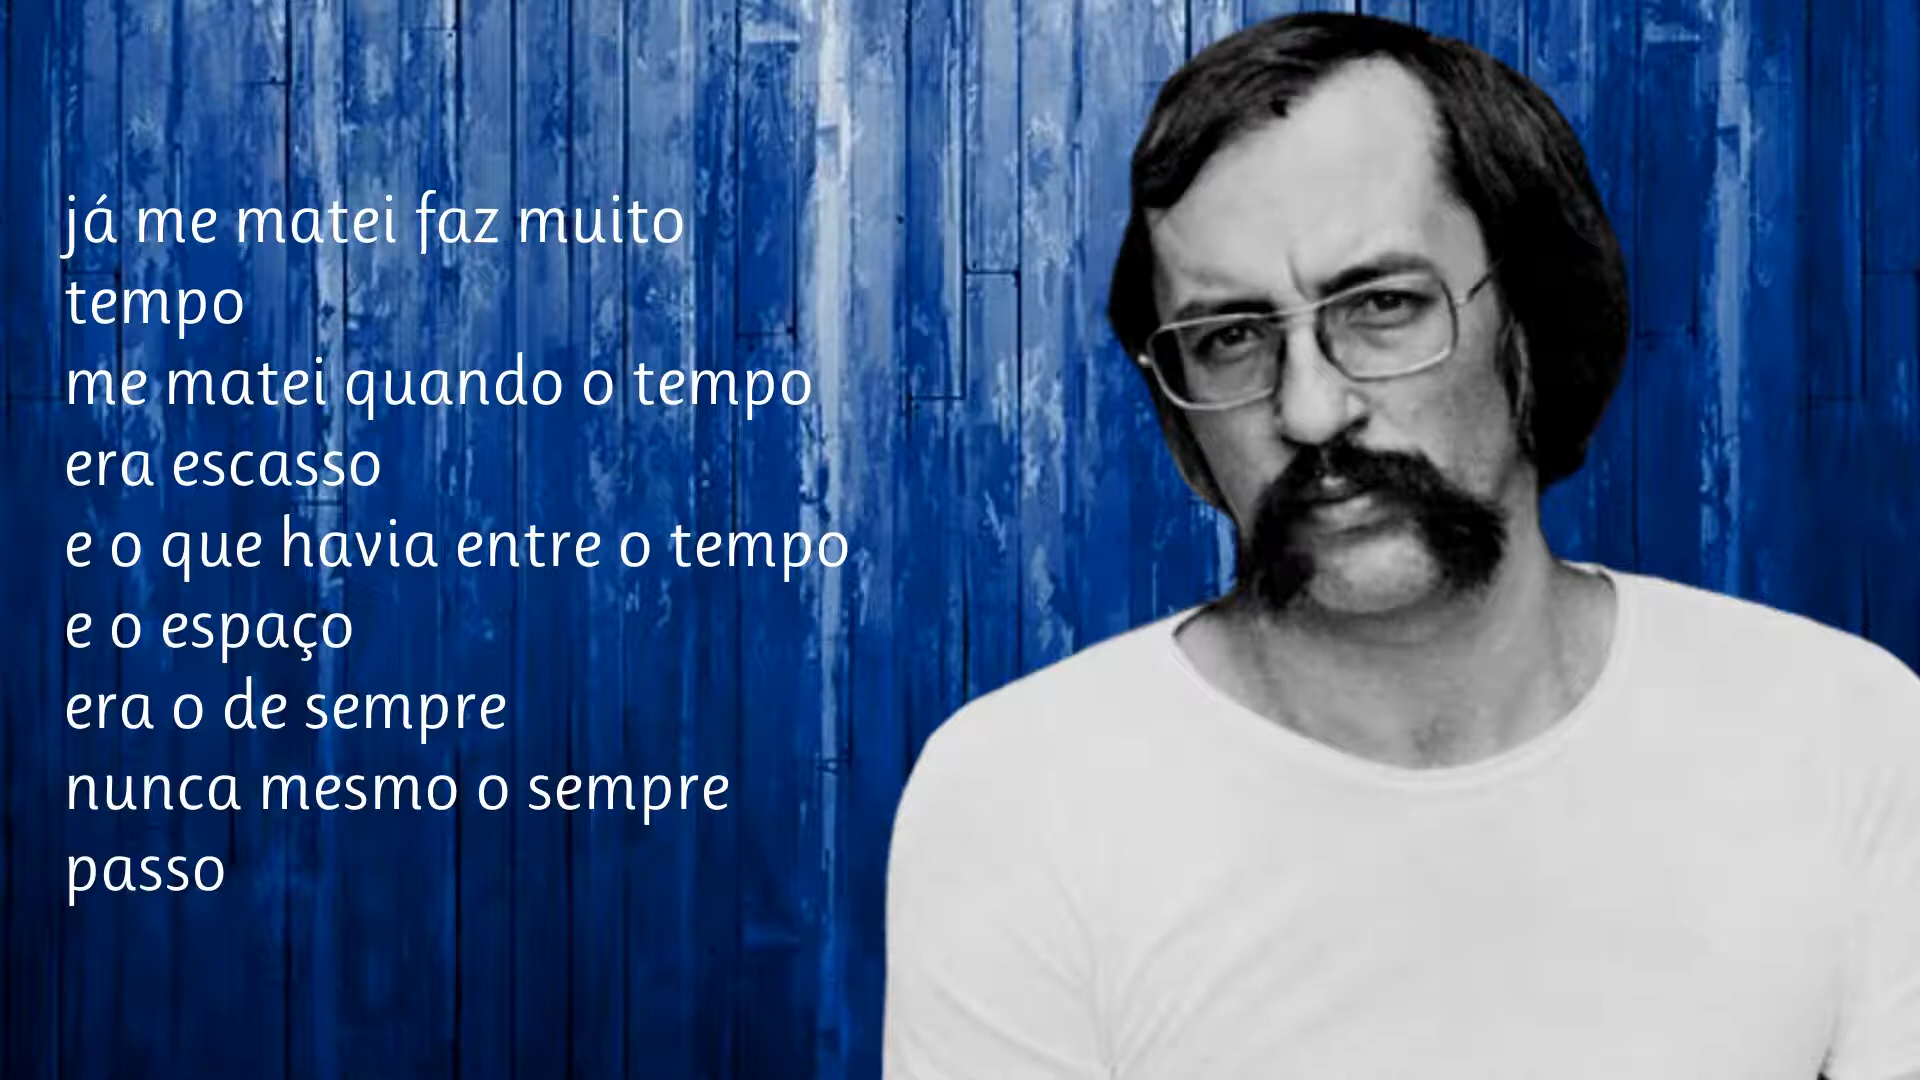 já me matei faz muito
tempo
me matei quando o tempo
era escasso
e o que havia entre o tempo
e o espaço
era o de sempre
nunca mesmo o sempre
passo